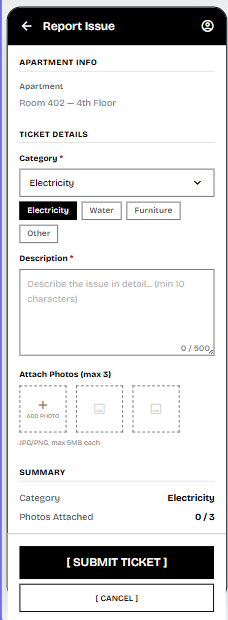 Report Issue
APARTMENT INFO
Apartment
Room 402 — 4th Floor
TICKET DETAILS
Category *
Electricity
Electricity Water Furniture
Other
Description *
Describe the issue in detail... (min 10
characters)
0 / 500
Attach Photos (max 3)
+
ADD PHOTO
JPG/PNG, max 5MB each
SUMMARY
Category Electricity
Photos Attached 0 / 3
[ SUBMIT TICKET ]
[ CANCEL ]